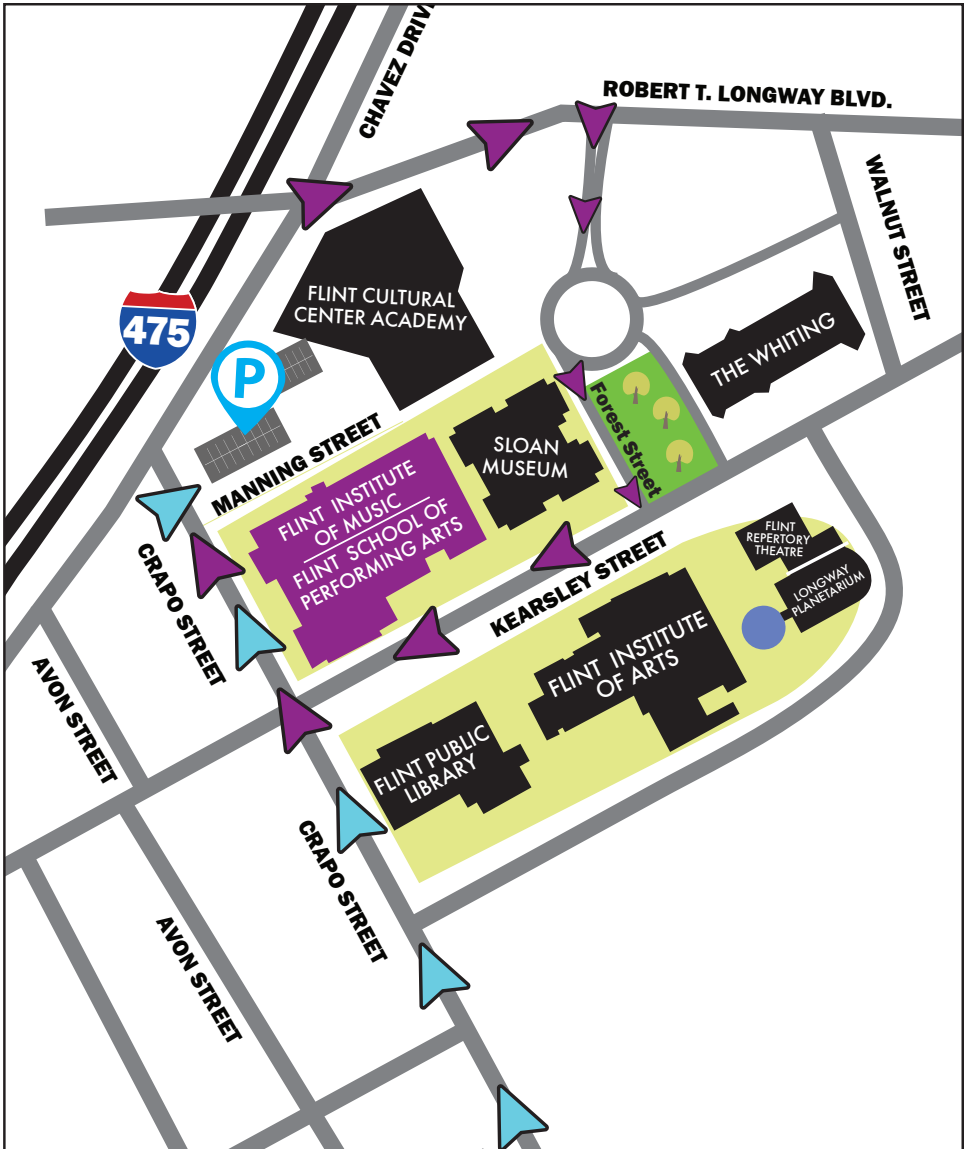 CHAVEZ DRIV
ROBERT T. LONGWAY BLVD.
WALNUT STREET
FLINT CULTURAL
CENTER ACADEMY
475
P
THE WHITING
MANNING STREET
Forest Street
SLOAN
MUSEUM
FLINT INSTITUTE
OF MUSIC
FLINT SCHOOL OF
PERFORMING ARTS
CRAPO STREET
KEARSLEY STREET
FLINT
REPERTORY
THEATRE
LONGWAY
PLANETARIUM
FLINT INSTITUTE
OF ARTS
AVON STREET
FLINT PUBLIC
LIBRARY
CRAPO STREET
AVON STREET